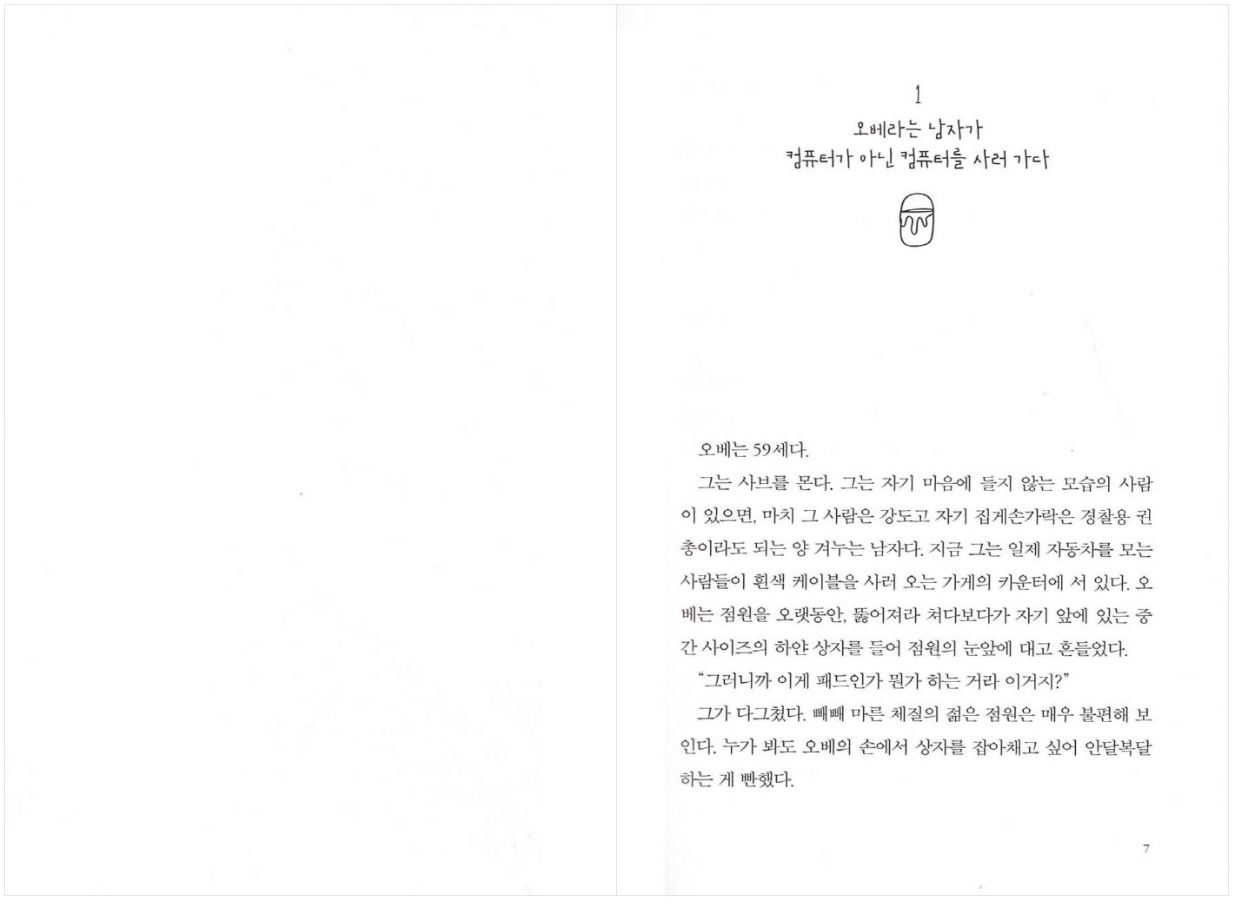 1
오베라는 남자가
컴퓨터가 아닌 컴퓨터를 사러 가다
오베는 59세다.
그는 사브를 몬다. 그는 자기 마음에 들지 않는 모습의 사람
이 있으면, 마치 그 사람은 강도고 자기 집게손가락은 경찰용 권
총이라도 되는 양 겨누는 남자다. 지금 그는 일제 자동차를 모는
사람들이 흰색 케이블을 사러 오는 가게의 카운터에 서 있다. 오
베는 점원을 오랫동안, 뚫어져라 쳐다보다가 자기 앞에 있는 중
간 사이즈의 하얀 상자를 들어 점원의 눈앞에 대고 흔들었다.
“그러니까 이게 패드인가 뭔가 하는 거라 이거지?”
그가 다그쳤다. 빼빼 마른 체질의 젊은 점원은 매우 불편해 보
인다. 누가 봐도 오베의 손에서 상자를 잡아채고 싶어 안달복달
하는 게 빤했다.
7